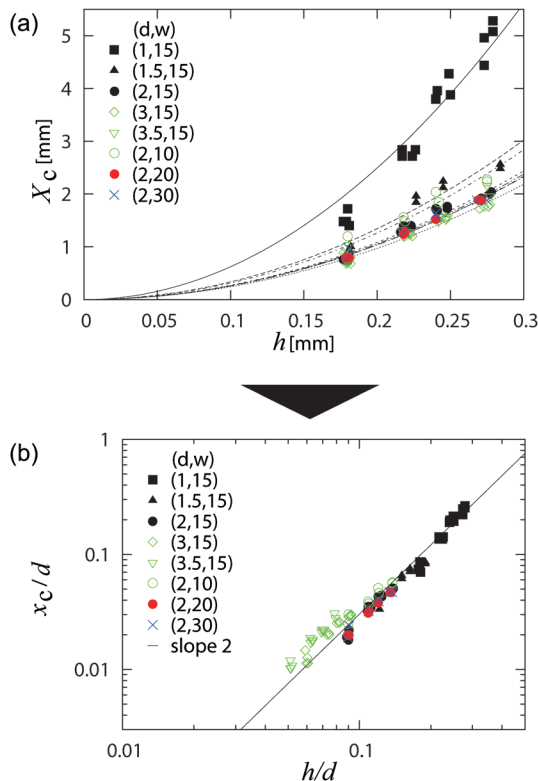 (a)
(d,w)
(1,15)
(1.5,15)
(2,15)
(3,15)
(3.5,15)
(2,10)
(2,20)
(2,30)
5
4
3
2
1
0
Xc [mm]
0 0.05 0.1 0.15 0.2 0.25 0.3
h [mm]
(b)
(d,w)
(1,15)
(1.5,15)
(2,15)
(3,15)
(3.5,15)
(2,10)
(2,20)
(2,30)
slope 2
1
0.1
0.01
xc/d
0.01 0.1
h/d